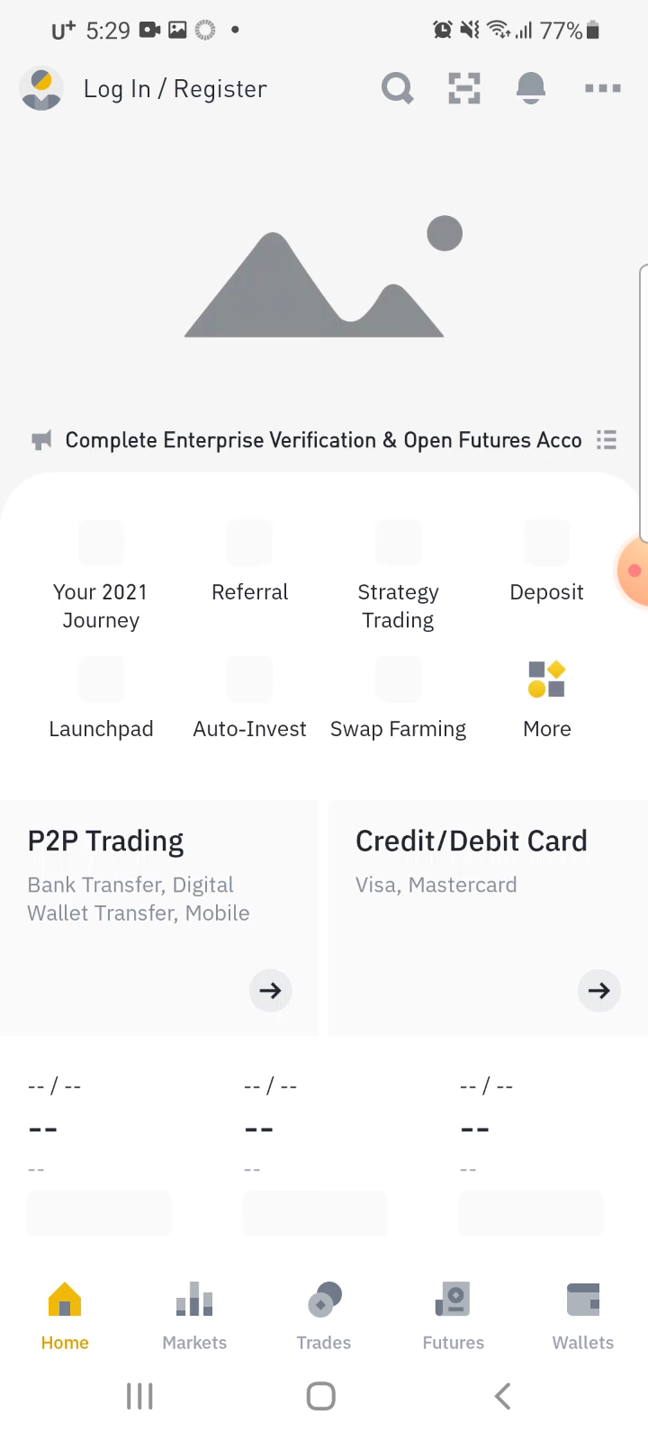 U+ 5:29
77%
Log In / Register
Complete Enterprise Verification & Open Futures Acco
Your 2021
Journey
Referral
Strategy
Trading
Deposit
Launchpad
Auto-Invest
Swap Farming
More
P2P Trading
Bank Transfer, Digital
Wallet Transfer, Mobile
Credit/Debit Card
Visa, Mastercard
-- / --
--
--
-- / --
--
--
-- / --
--
--
Home
Markets
Trades
Futures
Wallets